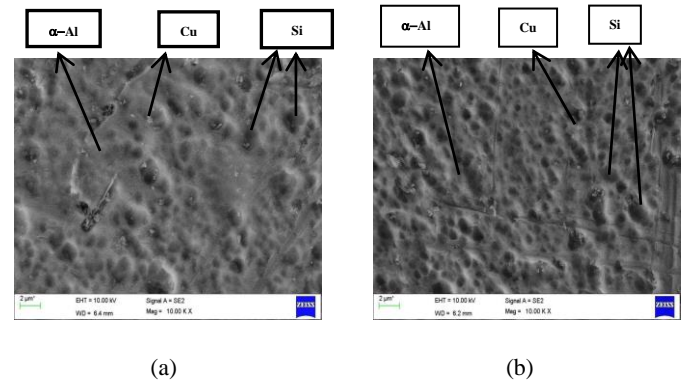 α–Al Cu Si
α–Al Cu Si
2 µm* EHT = 10.00 kV Signal A = SE2 ZEISS
WD = 6.4 mm Mag = 10.00 K X
2 µm* EHT = 10.00 kV Signal A = SE2 ZEISS
WD = 6.2 mm Mag = 10.00 K X
(a) (b)